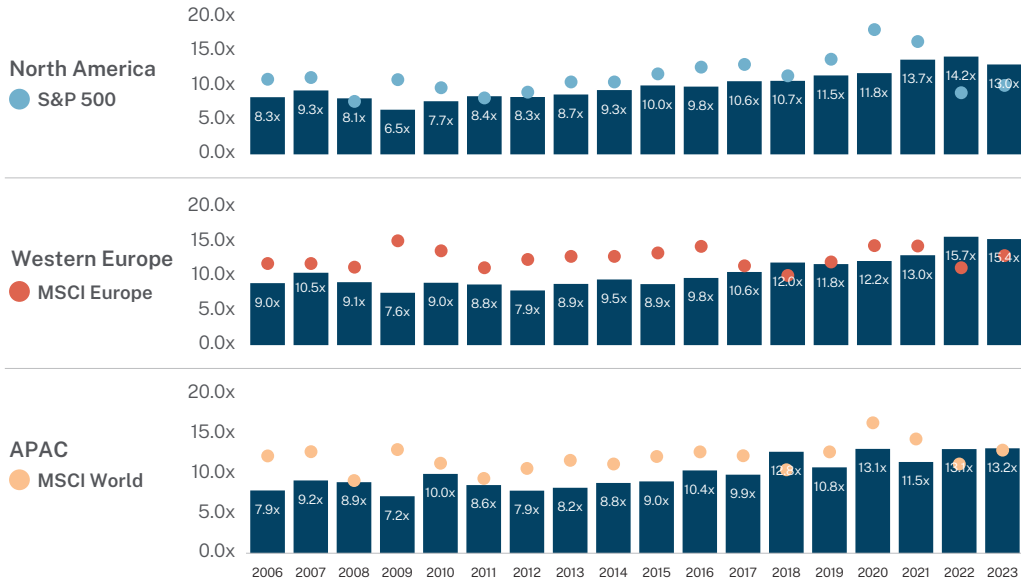 20.0x
15.0x
10.0x
5.0x
0.0x
North America
S&P 500
8.3x 9.3x 8.1x 6.5x 7.7x 8.4x 8.3x 8.7x 9.3x 10.0x 9.8x 10.6x 10.7x 11.5x 11.8x 13.7x 14.2x 13.0x
20.0x
15.0x
10.0x
5.0x
0.0x
Western Europe
MSCI Europe
9.0x 10.5x 9.1x 7.6x 9.0x 8.8x 7.9x 8.9x 9.5x 8.9x 9.8x 10.6x 12.0x 11.8x 12.2x 13.0x 15.7x 15.4x
20.0x
15.0x
10.0x
5.0x
0.0x
APAC
MSCI World
7.9x 9.2x 8.9x 7.2x 10.0x 8.6x 7.9x 8.2x 8.8x 9.0x 10.4x 9.9x 12.8x 10.8x 13.1x 11.5x 13.1x 13.2x
2006 2007 2008 2009 2010 2011 2012 2013 2014 2015 2016 2017 2018 2019 2020 2021 2022 2023